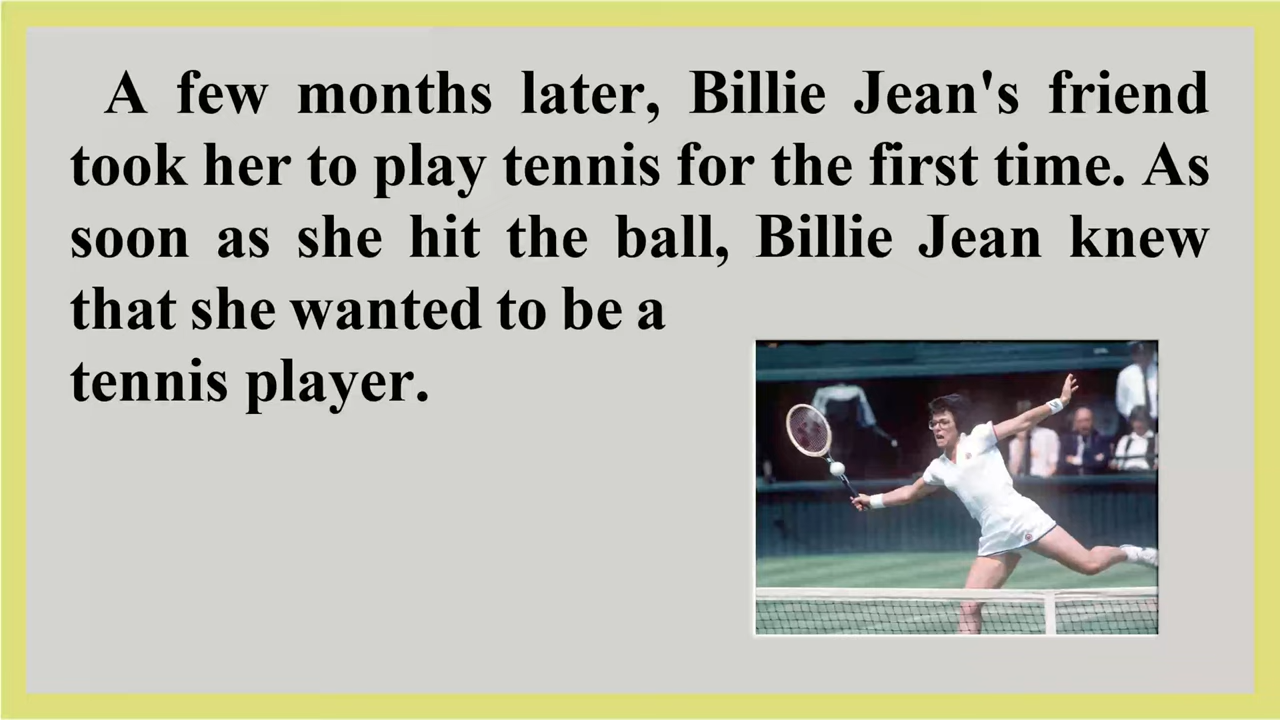 A few months later, Billie Jean's friend
took her to play tennis for the first time. As
soon as she hit the ball, Billie Jean knew
that she wanted to be a
tennis player.